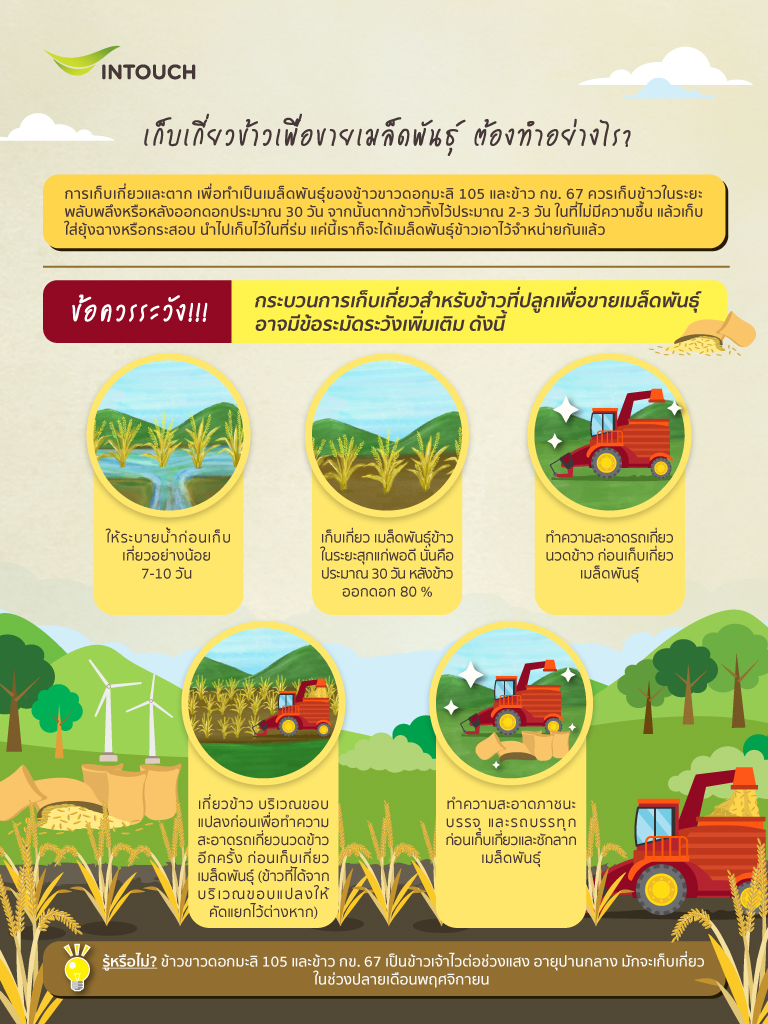 INTOUCH
เก็บเกี่ยวข้าวเพื่อขายเมล็ดพันธุ์ ต้องทำอย่างไร?
การเก็บเกี่ยวและตาก เพื่อทำเป็นเมล็ดพันธุ์ของข้าวขาวดอกมะลิ 105 และข้าว กข. 67 ควรเก็บข้าวในระยะ
พลับพลึงหรือหลังออกดอกประมาณ 30 วัน จากนั้นตากข้าวทิ้งไว้ประมาณ 2-3 วัน ในที่ไม่มีความชื้น แล้วเก็บ
ใส่ยุ้งฉางหรือกระสอบ นำไปเก็บไว้ในที่ร่ม แค่นี้เราก็จะได้เมล็ดพันธุ์ข้าวเอาไว้จำหน่ายกันแล้ว
ข้อควรระวัง!!!
กระบวนการเก็บเกี่ยวสำหรับข้าวที่ปลูกเพื่อขายเมล็ดพันธุ์
อาจมีข้อระมัดระวังเพิ่มเติม ดังนี้
ให้ระบายน้ำก่อนเก็บ
เกี่ยวอย่างน้อย
7-10 วัน
เก็บเกี่ยว เมล็ดพันธุ์ข้าว
ในระยะสุกแก่พอดี นั่นคือ
ประมาณ 30 วัน หลังข้าว
ออกดอก 80 %
ทำความสะอาดรถเกี่ยว
นวดข้าว ก่อนเก็บเกี่ยว
เมล็ดพันธุ์
เกี่ยวข้าว บริเวณขอบ
แปลงก่อนเพื่อทำความ
สะอาดรถเกี่ยวนวดข้าว
อีกครั้ง ก่อนเก็บเกี่ยว
เมล็ดพันธุ์ (ข้าวที่ได้จาก
บริเวณขอบแปลงให้
คัดแยกไว้ต่างหาก)
ทำความสะอาดภาชนะ
บรรจุ และรถบรรทุก
ก่อนเก็บเกี่ยวและชักลาก
เมล็ดพันธุ์
รู้หรือไม่? ข้าวขาวดอกมะลิ 105 และข้าว กข. 67 เป็นข้าวเจ้าไวต่อช่วงแสง อายุปานกลาง มักจะเก็บเกี่ยว
ในช่วงปลายเดือนพฤศจิกายน